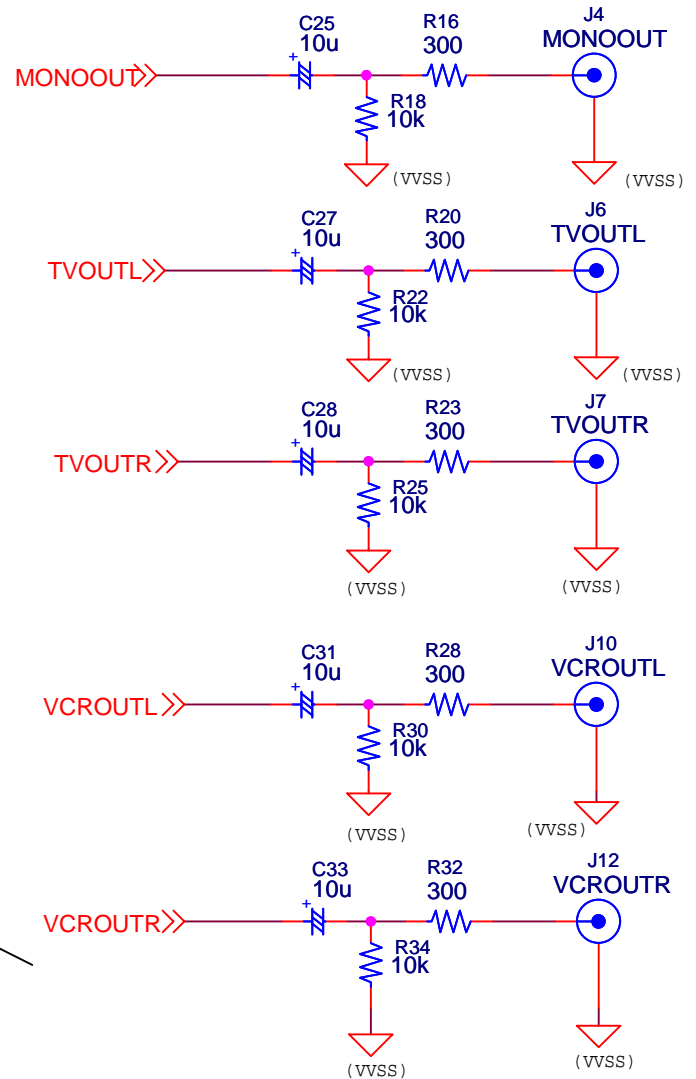 C25
10u
R16
300
J4
MONOOUT
MONOOUT
+
R18
10k
(VVSS)
(VVSS)
C27
10u
R20
300
J6
TVOUTL
TVOUTL
+
R22
10k
(VVSS)
(VVSS)
C28
10u
R23
300
J7
TVOUTR
TVOUTR
+
R25
10k
(VVSS)
(VVSS)
C31
10u
R28
300
J10
VCROUTL
VCROUTL
+
R30
10k
(VVSS)
(VVSS)
C33
10u
R32
300
J12
VCROUTR
VCROUTR
+
R34
10k
(VVSS)
(VVSS)